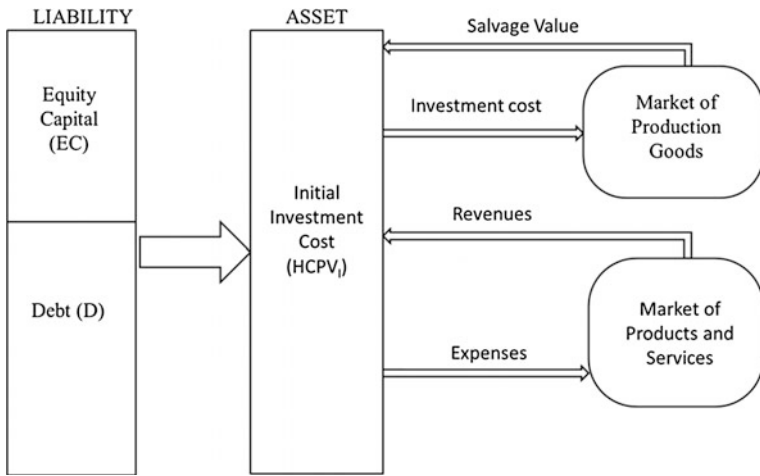 LIABILITY
Equity
Capital
(EC)
Debt (D)
ASSET
Initial
Investment
Cost
(HCPV_I)
Salvage Value
Investment cost
Revenues
Expenses
Market of
Production
Goods
Market of
Products and
Services